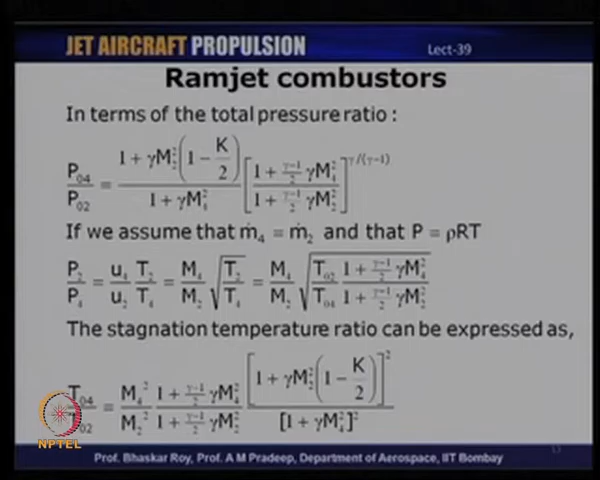 JET AIRCRAFT PROPULSION Lect-39
Ramjet combustors
In terms of the total pressure ratio :
P₀₄/P₀₂ = (1 + γM₂²(1 − K/2))/(1 + γM₄²) [(1 + (γ−1)/2 γM₄²)/(1 + (γ−1)/2 γM₂²)]^(γ/(γ−1))
If we assume that ṁ₄ = ṁ₂ and that P = ρRT
P₂/P₄ = u₄/u₂ T₂/T₄ = M₄/M₂ √(T₂/T₄) = M₄/M₂ √(T₀₂/T₀₄ (1 + (γ−1)/2 γM₄²)/(1 + (γ−1)/2 γM₂²))
The stagnation temperature ratio can be expressed as,
T₀₄/T₀₂ = M₄²/M₂² (1 + (γ−1)/2 γM₄²)/(1 + (γ−1)/2 γM₂²) [1 + γM₂²(1 − K/2)]²/[1 + γM₄²]²
NPTEL
Prof. Bhaskar Roy, Prof. A M Pradeep, Department of Aerospace, IIT Bombay